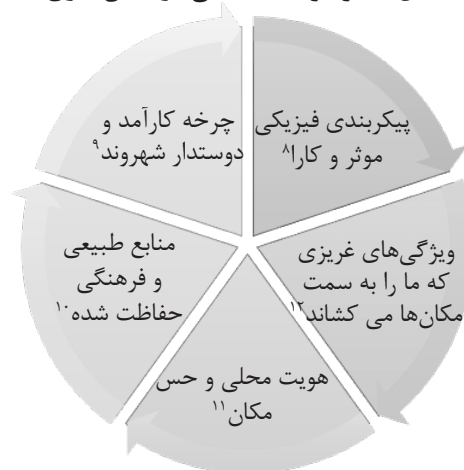 پیکربندی فیزیکی
موثر و کارا۸
ویژگی‌های غریزی
که ما را به سمت
مکان‌ها می کشاند۱۲
هویت محلی و حس
مکان۱۱
منابع طبیعی
و فرهنگی
حفاظت شده۱۰
چرخه کارآمد و
دوستدار شهروند۹